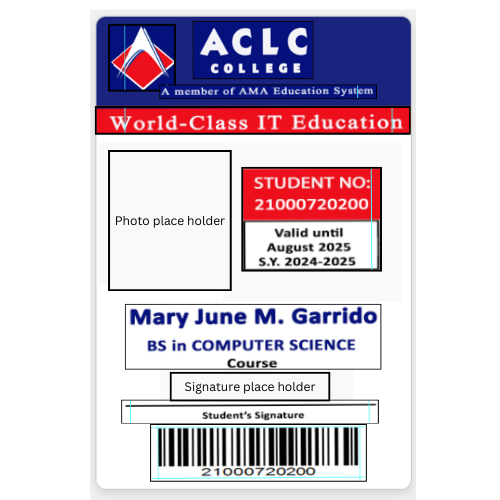 ACLC
COLLEGE
A member of AMA Education System
World-Class IT Education
Photo place holder
STUDENT NO:
21000720200
Valid until
August 2025
S.Y. 2024-2025
Mary June M. Garrido
BS in COMPUTER SCIENCE
Course
Signature place holder
Student's Signature
21000720200